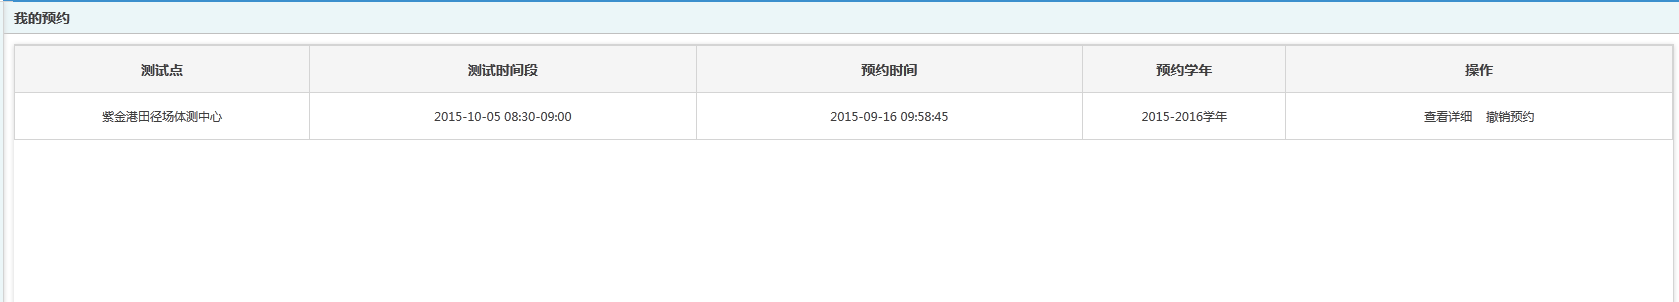 我的预约
测试点 测试时间段 预约时间 预约学年 操作
紫金港田径场体测中心 2015-10-05 08:30-09:00 2015-09-16 09:58:45 2015-2016学年 查看详细 撤销预约